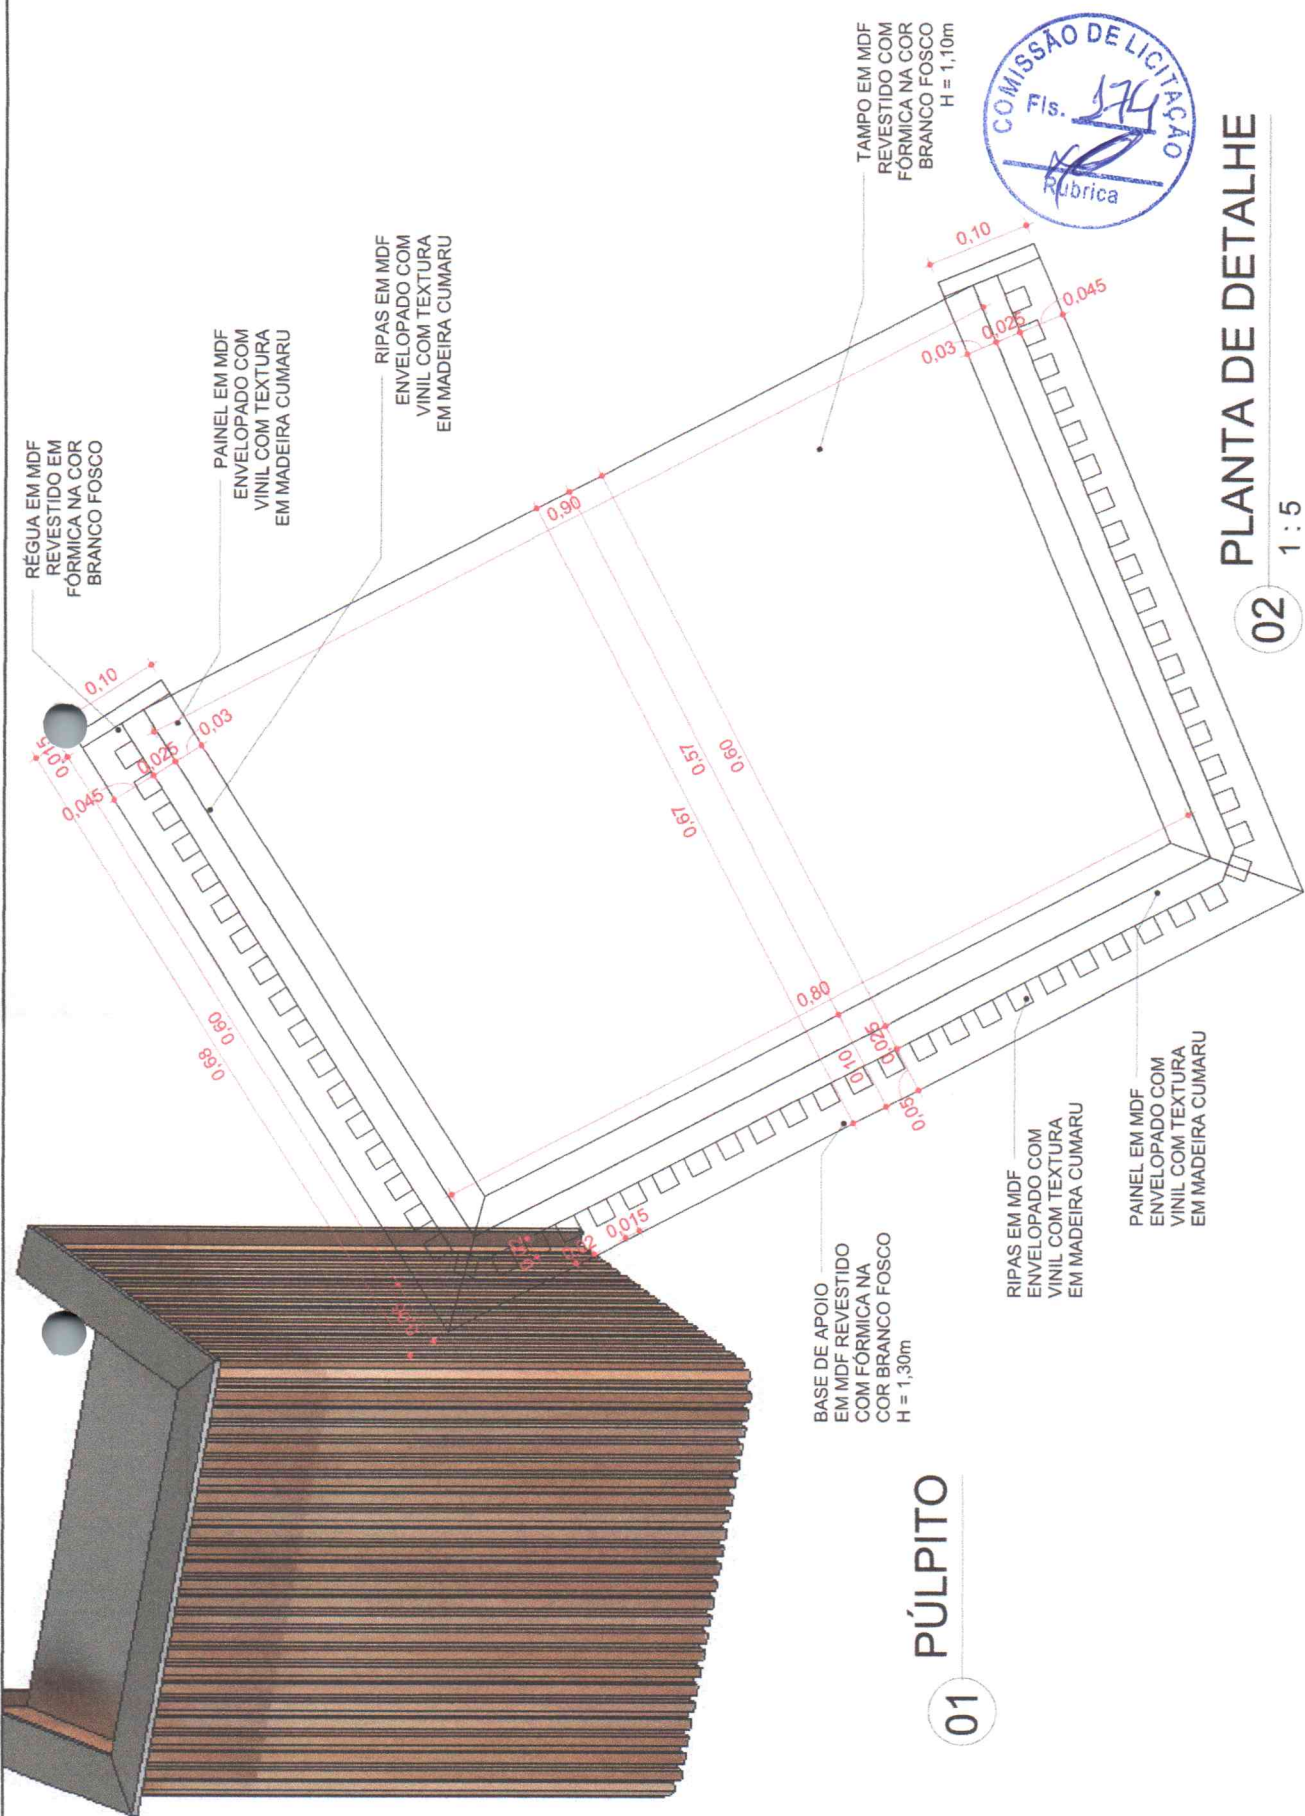 RÉGUA EM MDF
REVESTIDO EM
FÓRMICA NA COR
BRANCO FOSCO
PAINEL EM MDF
ENVELOPADO COM
VINIL COM TEXTURA
EM MADEIRA CUMARU
RIPAS EM MDF
ENVELOPADO COM
VINIL COM TEXTURA
EM MADEIRA CUMARU
TAMPO EM MDF
REVESTIDO COM
FÓRMICA NA COR
BRANCO FOSCO
H = 1,10m
COMISSÃO DE LICITAÇÃO
Fls. 174
Rubrica
0,10
0,015
0,045
0,025
0,03
0,68
0,60
0,90
0,67
0,57
0,60
0,80
0,10
0,025
0,05
0,015
0,10
0,03
0,025
0,045
BASE DE APOIO
EM MDF REVESTIDO
COM FÓRMICA NA
COR BRANCO FOSCO
H = 1,30m
RIPAS EM MDF
ENVELOPADO COM
VINIL COM TEXTURA
EM MADEIRA CUMARU
PAINEL EM MDF
ENVELOPADO COM
VINIL COM TEXTURA
EM MADEIRA CUMARU
01 PÚLPITO
02 PLANTA DE DETALHE
1 : 5